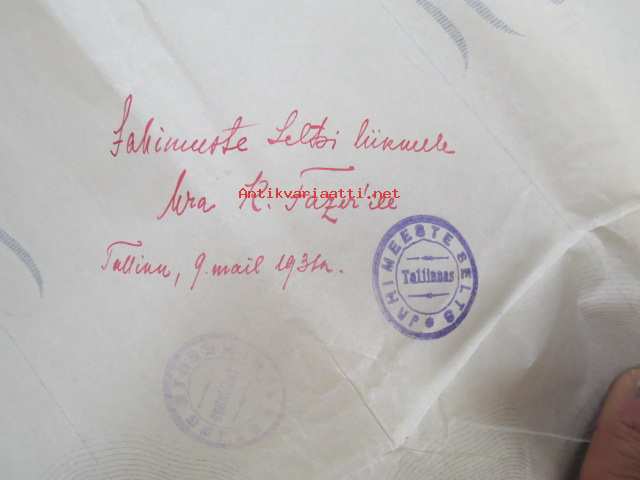 Jahimeeste Seltsi liikmele
Hra K. Fazer'ile
Antikvariaatti.net
Tallinn, 9. mail 1931a.
JAHIMEESTE SELTS
Tallinnas